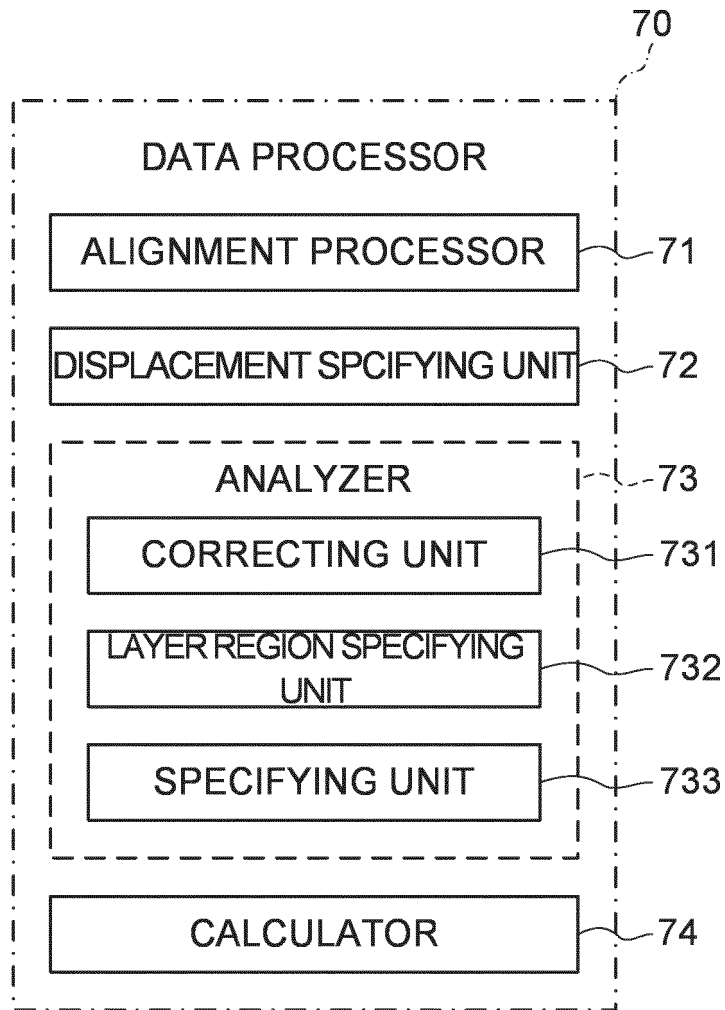 70
DATA PROCESSOR
ALIGNMENT PROCESSOR
71
DISPLACEMENT SPCIFYING UNIT
72
ANALYZER
73
CORRECTING UNIT
731
LAYER REGION SPECIFYING
UNIT
732
SPECIFYING UNIT
733
CALCULATOR
74